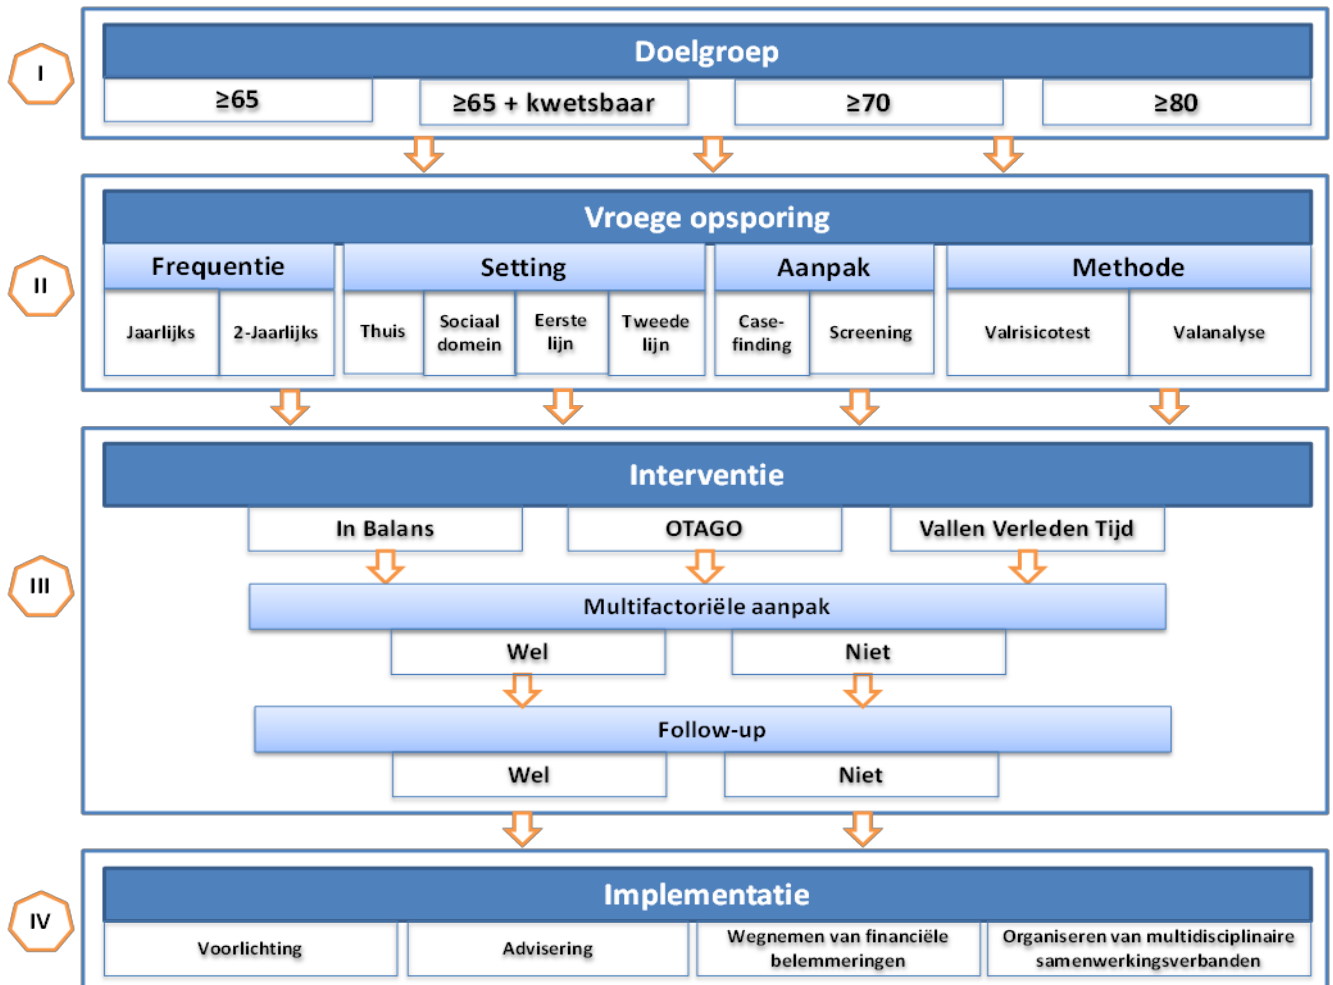 I
Doelgroep
≥65
≥65 + kwetsbaar
≥70
≥80
II
Vroege opsporing
Frequentie
Setting
Aanpak
Methode
Jaarlijks
2-Jaarlijks
Thuis
Sociaal
domein
Eerste
lijn
Tweede
lijn
Case-
finding
Screening
Valrisicotest
Valanalyse
III
Interventie
In Balans
OTAGO
Vallen Verleden Tijd
Multifactoriële aanpak
Wel
Niet
Follow-up
Wel
Niet
IV
Implementatie
Voorlichting
Advisering
Wegnemen van financiële
belemmeringen
Organiseren van multidisciplinaire
samenwerkingsverbanden